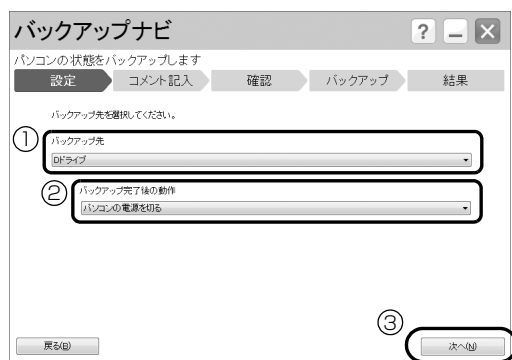 バックアップナビ ? － ×
パソコンの状態をバックアップします
設定 コメント記入 確認 バックアップ 結果
バックアップ先を選択してください。
①
バックアップ先
Dドライブ
②
バックアップ完了後の動作
パソコンの電源を切る
③
戻る(B) 次へ(N)